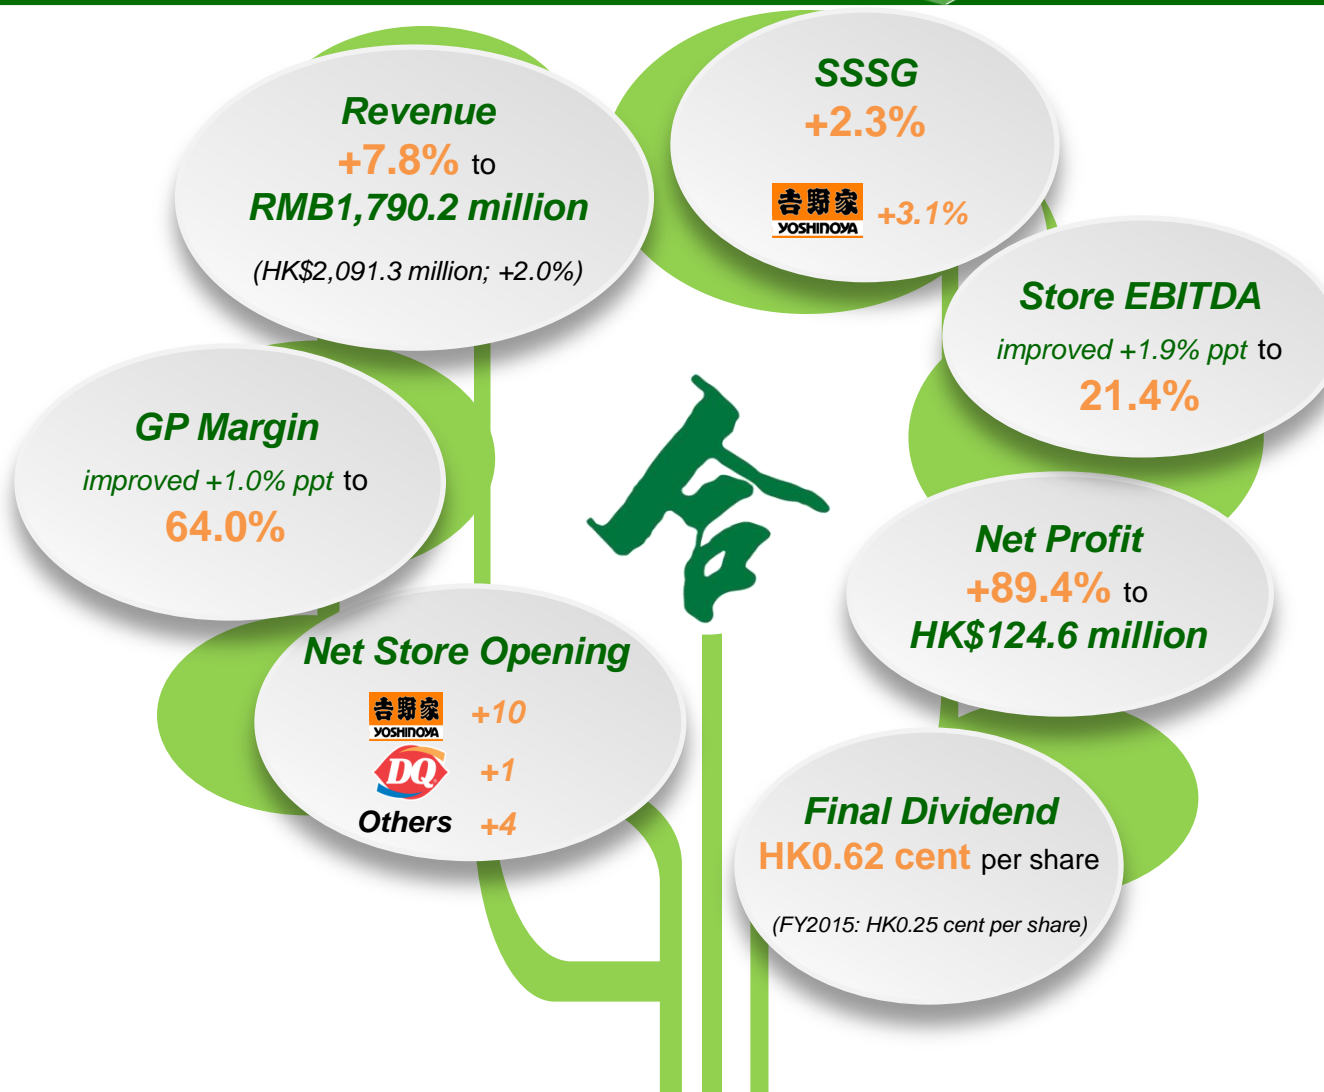 Revenue
+7.8% to
RMB1,790.2 million
(HK$2,091.3 million; +2.0%)
SSSG
+2.3%
吉野家
YOSHINOYA
+3.1%
Store EBITDA
improved +1.9% ppt to
21.4%
GP Margin
improved +1.0% ppt to
64.0%
合
Net Profit
+89.4% to
HK$124.6 million
Net Store Opening
吉野家
YOSHINOYA
+10
DQ +1
Others +4
Final Dividend
HK0.62 cent per share
(FY2015: HK0.25 cent per share)